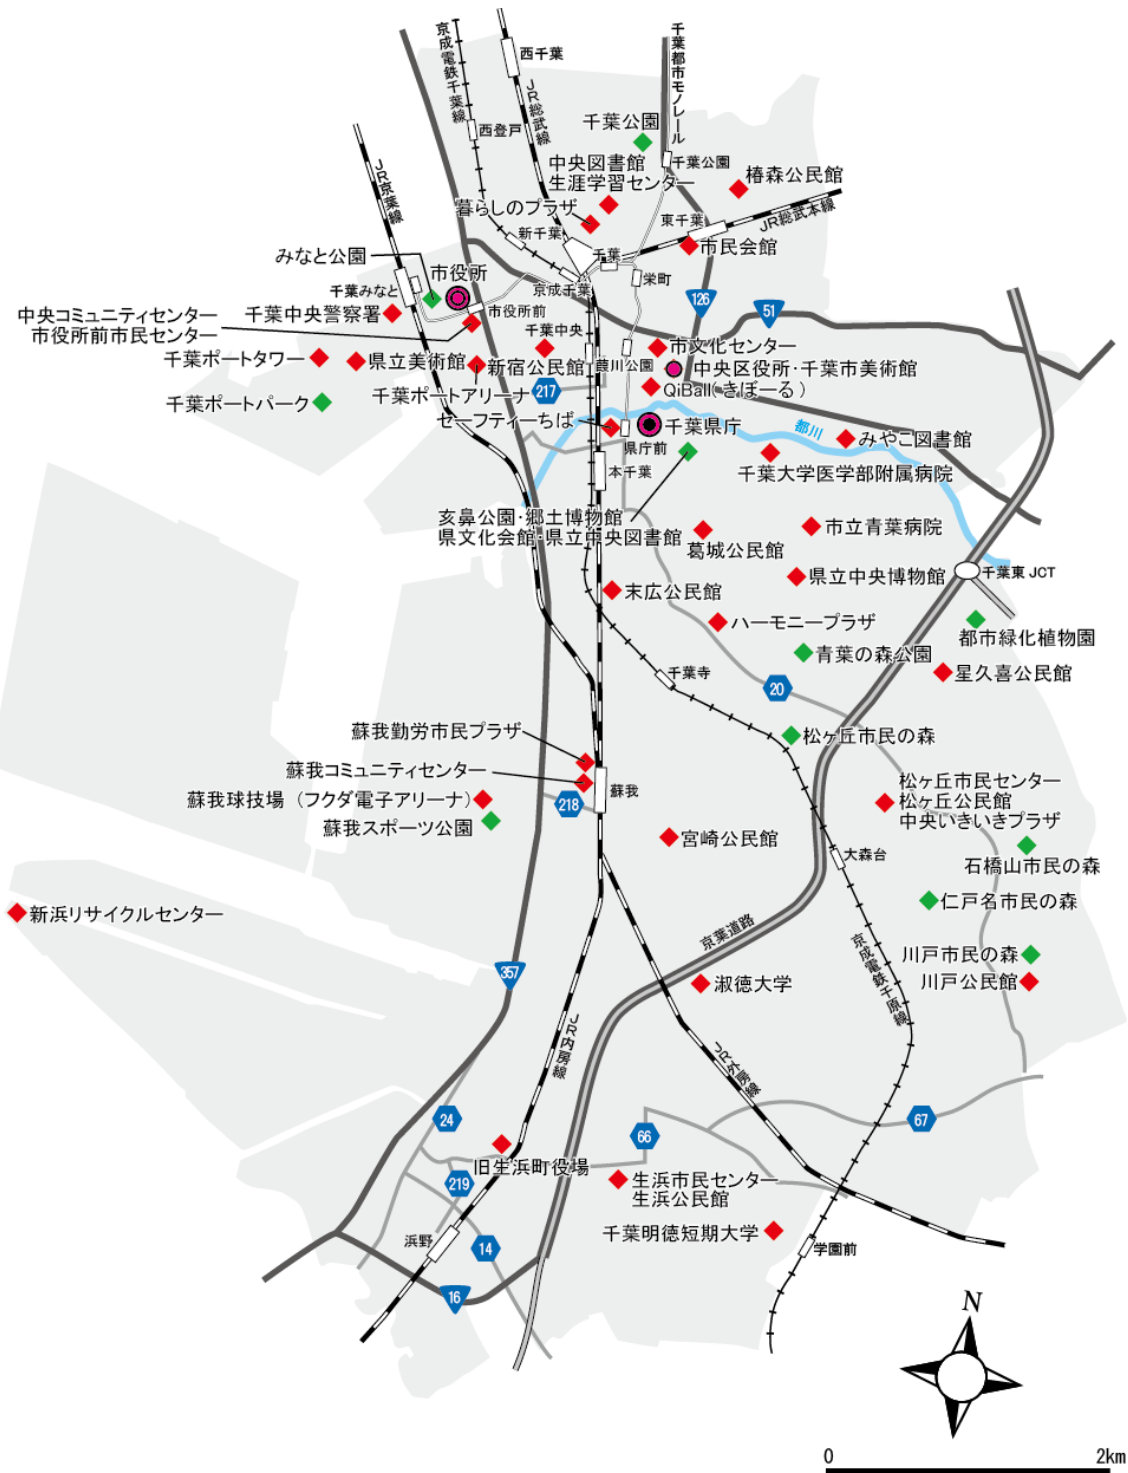 京成電鉄千葉線
西千葉
JR総武線
千葉都市モノレール
西登戸
千葉公園
千葉公園
中央図書館
生涯学習センター
椿森公民館
JR京葉線
暮らしのプラザ
東千葉
JR総武本線
新千葉
市民会館
みなと公園
千葉
市役所
栄町
千葉みなと
京成千葉
126
51
中央コミュニティセンター
市役所前市民センター
千葉中央警察署
市役所前
千葉中央
市文化センター
千葉ポートタワー
県立美術館
新宿公民館
葭川公園
中央区役所・千葉市美術館
千葉ポートアリーナ
217
QiBall(きぼーる)
千葉ポートパーク
セーフティーちば
千葉県庁
都川
みやこ図書館
県庁前
本千葉
千葉大学医学部附属病院
亥鼻公園・郷土博物館
県文化会館・県立中央図書館
葛城公民館
市立青葉病院
県立中央博物館
千葉東JCT
末広公民館
ハーモニープラザ
都市緑化植物園
青葉の森公園
星久喜公民館
千葉寺
20
蘇我勤労市民プラザ
松ヶ丘市民の森
蘇我コミュニティセンター
松ヶ丘市民センター
松ヶ丘公民館
中央いきいきプラザ
蘇我球技場(フクダ電子アリーナ)
218
蘇我
蘇我スポーツ公園
宮崎公民館
大森台
石橋山市民の森
仁戸名市民の森
新浜リサイクルセンター
京葉道路
京成電鉄千原線
川戸市民の森
川戸公民館
357
淑徳大学
JR内房線
JR外房線
24
66
67
旧生浜町役場
219
生浜市民センター
生浜公民館
千葉明徳短期大学
浜野
14
学園前
16
N
0
2km